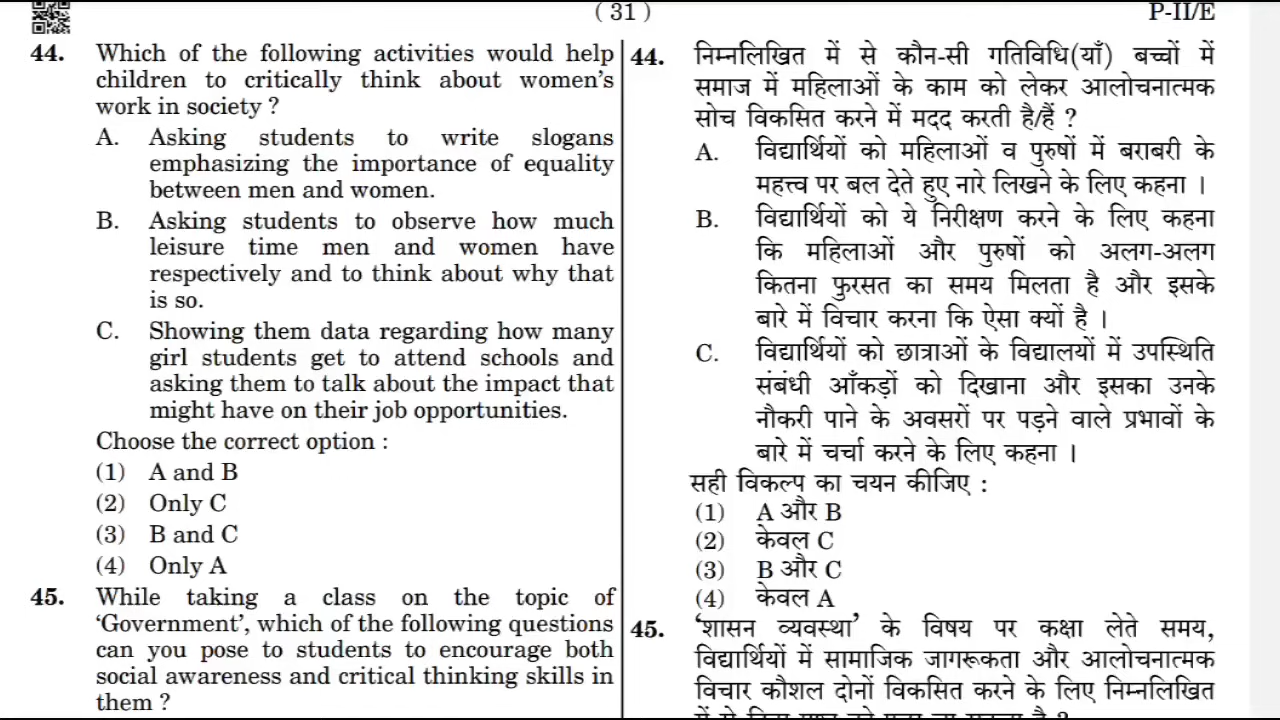 ( 31 )
P-II/E
44. Which of the following activities would help
children to critically think about women's
work in society ?
A. Asking students to write slogans
emphasizing the importance of equality
between men and women.
B. Asking students to observe how much
leisure time men and women have
respectively and to think about why that
is so.
C. Showing them data regarding how many
girl students get to attend schools and
asking them to talk about the impact that
might have on their job opportunities.
Choose the correct option :
(1) A and B
(2) Only C
(3) B and C
(4) Only A
45. While taking a class on the topic of
'Government', which of the following questions
can you pose to students to encourage both
social awareness and critical thinking skills in
them ?
44. निम्नलिखित में से कौन-सी गतिविधि(याँ) बच्चों में
समाज में महिलाओं के काम को लेकर आलोचनात्मक
सोच विकसित करने में मदद करती है/हैं ?
A. विद्यार्थियों को महिलाओं व पुरुषों में बराबरी के
महत्त्व पर बल देते हुए नारे लिखने के लिए कहना ।
B. विद्यार्थियों को ये निरीक्षण करने के लिए कहना
कि महिलाओं और पुरुषों को अलग-अलग
कितना फुरसत का समय मिलता है और इसके
बारे में विचार करना कि ऐसा क्यों है ।
C. विद्यार्थियों को छात्राओं के विद्यालयों में उपस्थिति
संबंधी आँकड़ों को दिखाना और इसका उनके
नौकरी पाने के अवसरों पर पड़ने वाले प्रभावों के
बारे में चर्चा करने के लिए कहना ।
सही विकल्प का चयन कीजिए :
(1) A और B
(2) केवल C
(3) B और C
(4) केवल A
45. 'शासन व्यवस्था' के विषय पर कक्षा लेते समय,
विद्यार्थियों में सामाजिक जागरूकता और आलोचनात्मक
विचार कौशल दोनों विकसित करने के लिए निम्नलिखित